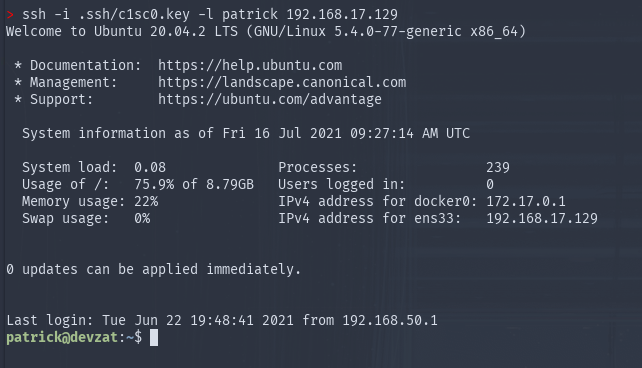 > ssh -i .ssh/c1sc0.key -l patrick 192.168.17.129
Welcome to Ubuntu 20.04.2 LTS (GNU/Linux 5.4.0-77-generic x86_64)
* Documentation:  https://help.ubuntu.com
* Management:     https://landscape.canonical.com
* Support:        https://ubuntu.com/advantage
System information as of Fri 16 Jul 2021 09:27:14 AM UTC
System load:  0.08              Processes:                239
Usage of /:   75.9% of 8.79GB   Users logged in:          0
Memory usage: 22%               IPv4 address for docker0: 172.17.0.1
Swap usage:   0%                IPv4 address for ens33:   192.168.17.129
0 updates can be applied immediately.
Last login: Tue Jun 22 19:48:41 2021 from 192.168.50.1
patrick@devzat:~$